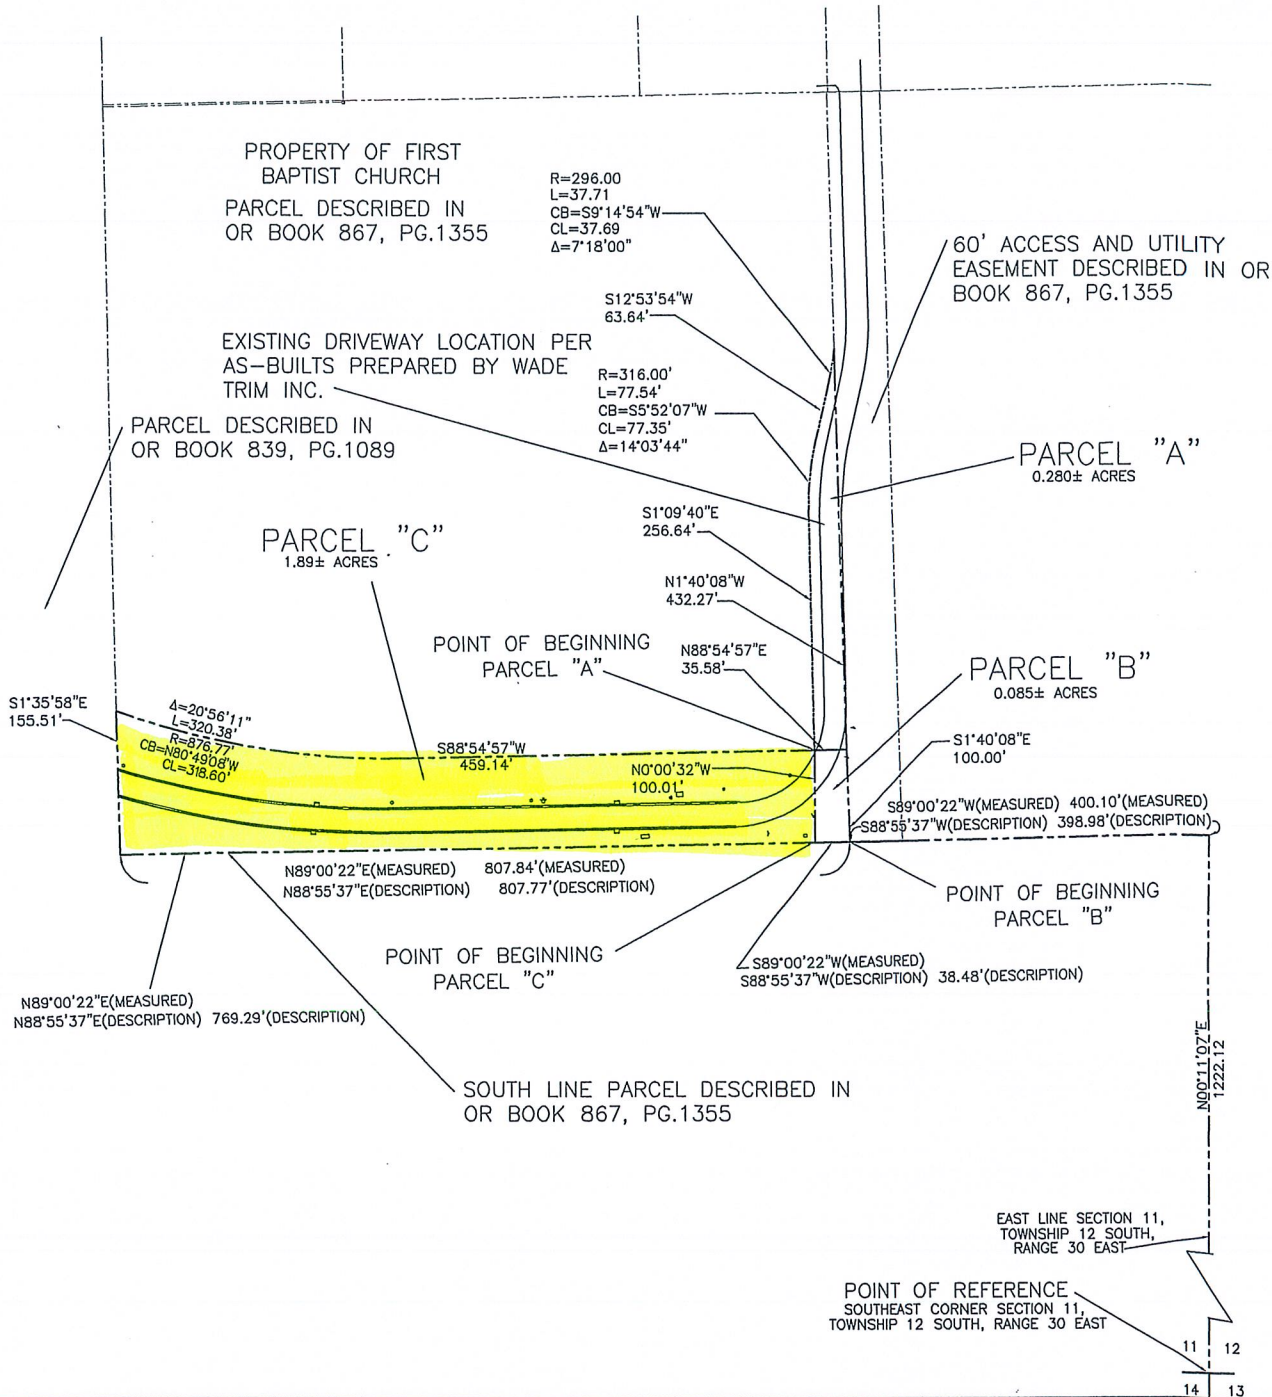 PROPERTY OF FIRST
BAPTIST CHURCH
PARCEL DESCRIBED IN
OR BOOK 867, PG.1355
R=296.00
L=37.71
CB=S9°14'54"W
CL=37.69
Δ=7°18'00"
60' ACCESS AND UTILITY
EASEMENT DESCRIBED IN OR
BOOK 867, PG.1355
S12°53'54"W
63.64'
EXISTING DRIVEWAY LOCATION PER
AS-BUILTS PREPARED BY WADE
TRIM INC.
R=316.00'
L=77.54'
CB=S5°52'07"W
CL=77.35'
Δ=14°03'44"
PARCEL DESCRIBED IN
OR BOOK 839, PG.1089
PARCEL "A"
0.280± ACRES
S1°09'40"E
256.64'
PARCEL "C"
1.89± ACRES
N1°40'08"W
432.27'
POINT OF BEGINNING
PARCEL "A"
N88°54'57"E
35.58'
PARCEL "B"
0.085± ACRES
S1°35'58"E
155.51'
Δ=20°56'11"
L=320.38'
R=876.77'
CB=N80°49'08"W
CL=318.60'
S88°54'57"W
459.14'
N0°00'32"W
100.01'
S1°40'08"E
100.00'
S89°00'22"W(MEASURED) 400.10'(MEASURED)
S88°55'37"W(DESCRIPTION) 398.98'(DESCRIPTION)
N89°00'22"E(MEASURED) 807.84'(MEASURED)
N88°55'37"E(DESCRIPTION) 807.77'(DESCRIPTION)
POINT OF BEGINNING
PARCEL "B"
POINT OF BEGINNING
PARCEL "C"
S89°00'22"W(MEASURED)
S88°55'37"W(DESCRIPTION) 38.48'(DESCRIPTION)
N89°00'22"E(MEASURED)
N88°55'37"E(DESCRIPTION) 769.29'(DESCRIPTION)
SOUTH LINE PARCEL DESCRIBED IN
OR BOOK 867, PG.1355
N00°11'07"E
1222.12
EAST LINE SECTION 11,
TOWNSHIP 12 SOUTH,
RANGE 30 EAST
POINT OF REFERENCE
SOUTHEAST CORNER SECTION 11,
TOWNSHIP 12 SOUTH, RANGE 30 EAST
11 12
14 13